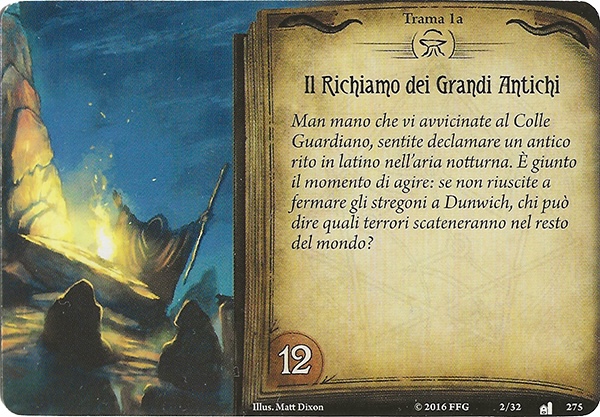 Trama 1a
Il Richiamo dei Grandi Antichi
Man mano che vi avvicinate al Colle
Guardiano, sentite declamare un antico
rito in latino nell'aria notturna. È giunto
il momento di agire: se non riuscite a
fermare gli stregoni a Dunwich, chi può
dire quali terrori scateneranno nel resto
del mondo?
12
Illus. Matt Dixon
© 2016 FFG
2/32
275